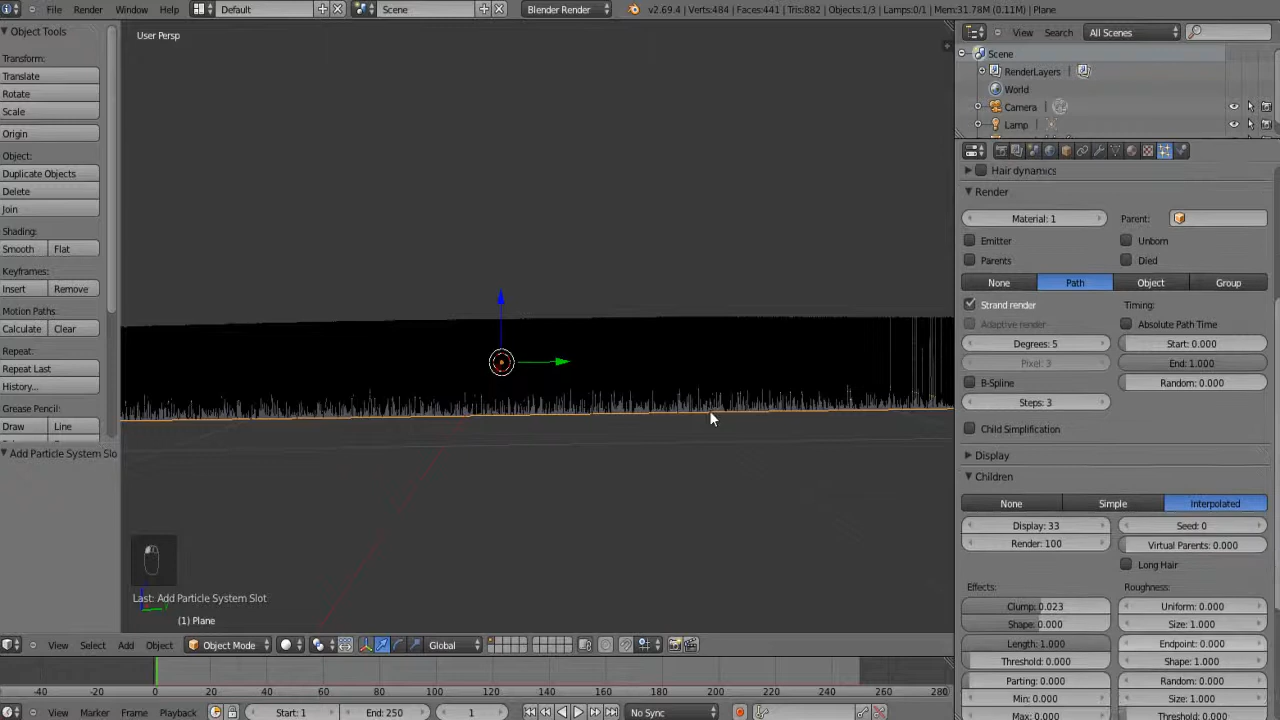 File Render Window Help Default Scene Blender Render v2.69.4 | Verts:484 | Faces:441 | Tris:882 | Objects:1/3 | Lamps:0/1 | Mem:31.78M (0.11M) | Plane
Object Tools
Transform:
Translate
Rotate
Scale
Origin
Object:
Duplicate Objects
Delete
Join
Shading:
Smooth Flat
Keyframes:
Insert Remove
Motion Paths:
Calculate Clear
Repeat:
Repeat Last
History...
Grease Pencil:
Draw Line
Add Particle System Slo
User Persp
Last: Add Particle System Slot
(1) Plane
View Search All Scenes
Scene
RenderLayers
World
Camera
Lamp
Hair dynamics
Render
Material: 1 Parent:
Emitter Unborn
Parents Died
None Path Object Group
Strand render Timing:
Adaptive render Absolute Path Time
Degrees: 5 Start: 0.000
Pixel: 3 End: 1.000
B-Spline Random: 0.000
Steps: 3
Child Simplification
Display
Children
None Simple Interpolated
Display: 33 Seed: 0
Render: 100 Virtual Parents: 0.000
Long Hair
Effects: Roughness:
Clump: 0.023 Uniform: 0.000
Shape: 0.000 Size: 1.000
Length: 1.000 Endpoint: 0.000
Threshold: 0.000 Shape: 1.000
Parting: 0.000 Random: 0.000
Min: 0.000 Size: 1.000
Max: 0.000 Threshold: 0.000
View Select Add Object Object Mode Global
-40 -20 0 20 40 60 80 100 120 140 160 180 200 220 240 260 280
View Marker Frame Playback Start: 1 End: 250 1 No Sync